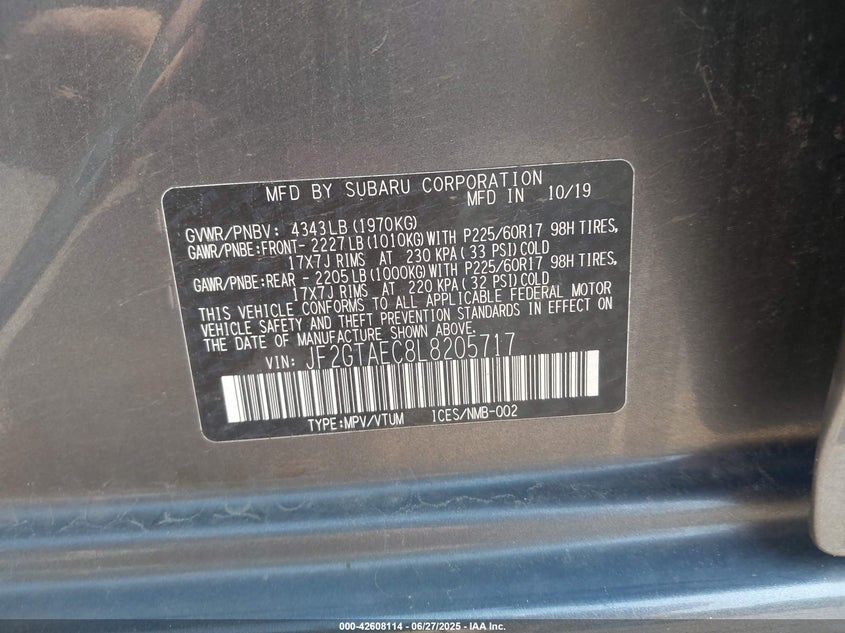 MFD BY SUBARU CORPORATION
MFD IN 10/19
GVWR/PNBV: 4343LB(1970KG)
GAWR/PNBE:FRONT- 2227LB(1010KG)WITH P225/60R17 98H TIRES,
17X7J RIMS AT 230 KPA(33 PSI)COLD
GAWR/PNBE:REAR - 2205LB(1000KG)WITH P225/60R17 98H TIRES,
17X7J RIMS AT 220 KPA(32 PSI)COLD
THIS VEHICLE CONFORMS TO ALL APPLICABLE FEDERAL MOTOR
VEHICLE SAFETY AND THEFT PREVENTION STANDARDS IN EFFECT ON
THE DATE OF MANUFACTURE SHOWN ABOVE.
VIN: JF2GTAEC8L8205717
TYPE:MPV/VTUM ICES/NMB-002
000-42608114 - 06/27/2025 - IAA Inc.